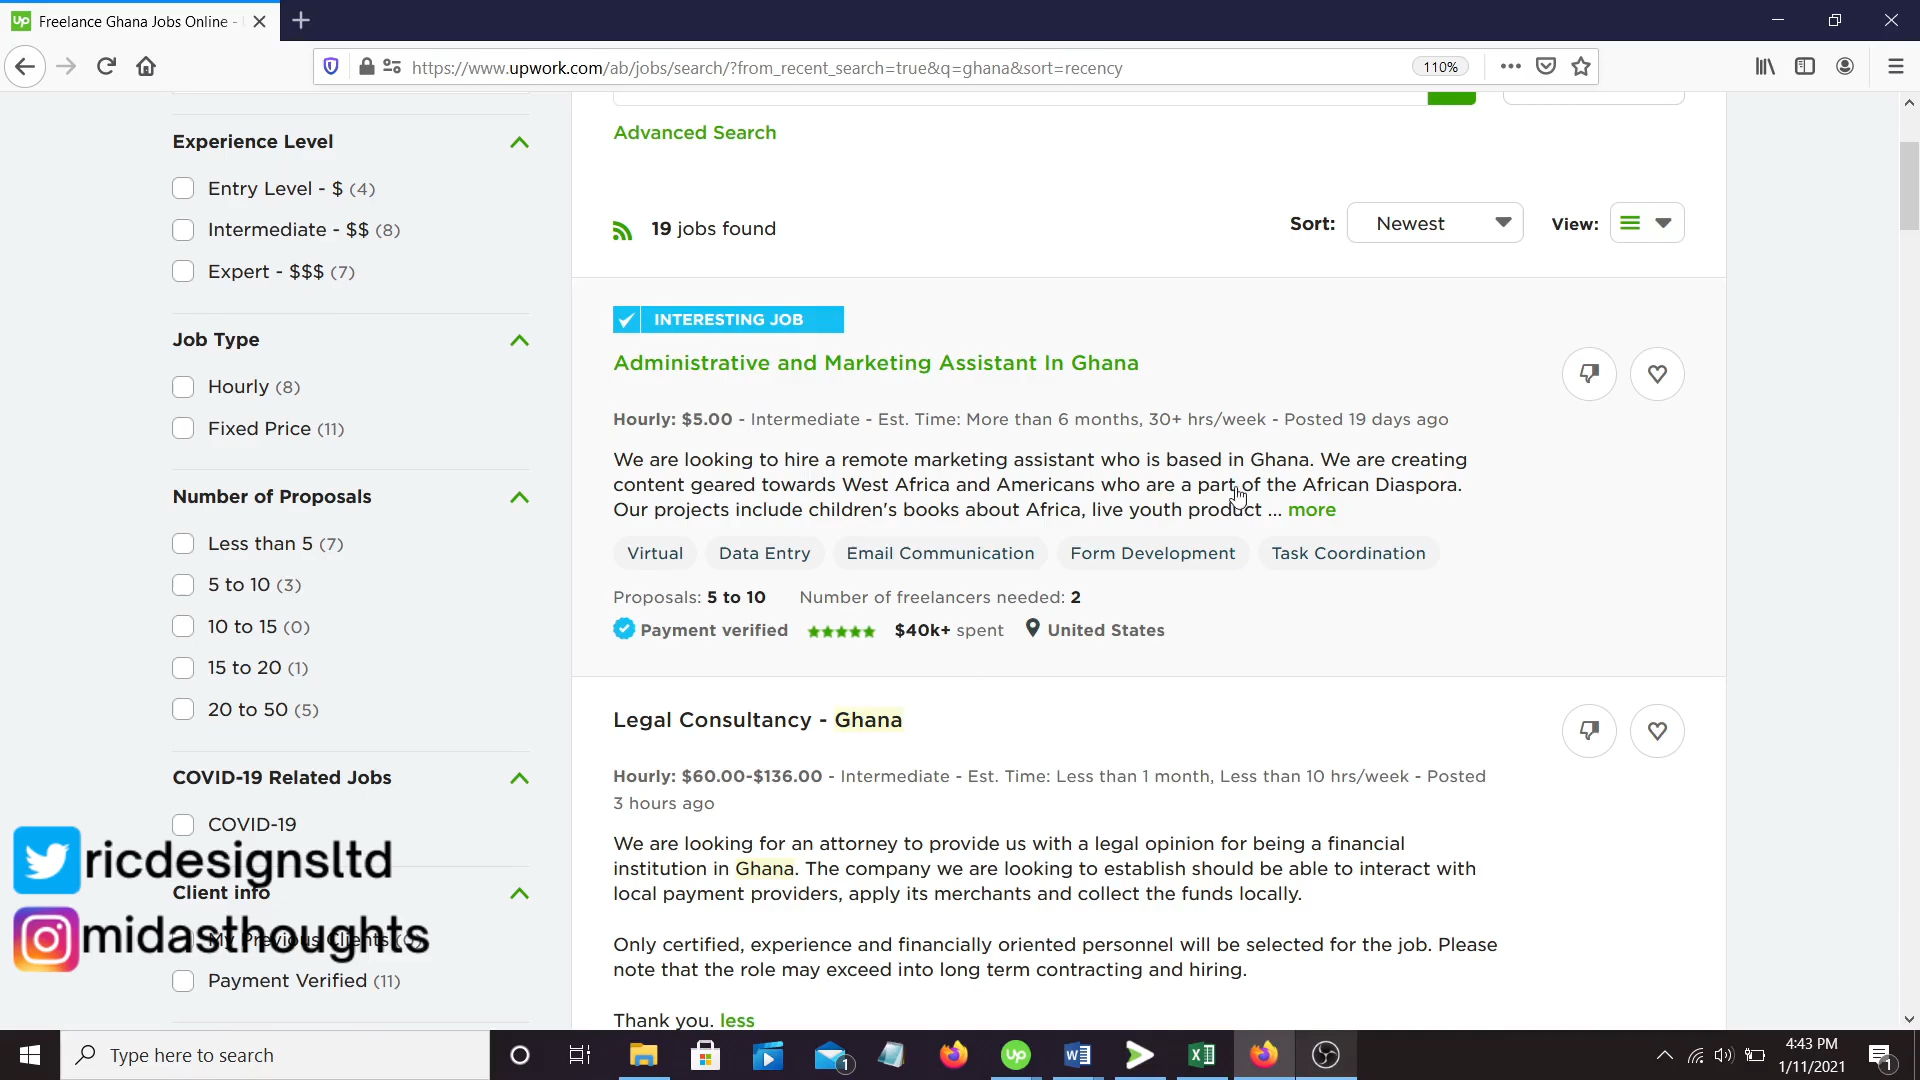 Up Freelance Ghana Jobs Online -
https://www.upwork.com/ab/jobs/search/?from_recent_search=true&q=ghana&sort=recency
110%
Experience Level
Entry Level - $ (4)
Intermediate - $$ (8)
Expert - $$$ (7)
Job Type
Hourly (8)
Fixed Price (11)
Number of Proposals
Less than 5 (7)
5 to 10 (3)
10 to 15 (0)
15 to 20 (1)
20 to 50 (5)
COVID-19 Related Jobs
COVID-19
ricdesignsltd
Client info
midasthoughts
My Previous Clients
Payment Verified (11)
Advanced Search
19 jobs found
Sort: Newest
View:
INTERESTING JOB
Administrative and Marketing Assistant In Ghana
Hourly: $5.00 - Intermediate - Est. Time: More than 6 months, 30+ hrs/week - Posted 19 days ago
We are looking to hire a remote marketing assistant who is based in Ghana. We are creating
content geared towards West Africa and Americans who are a part of the African Diaspora.
Our projects include children's books about Africa, live youth product ... more
Virtual Data Entry Email Communication Form Development Task Coordination
Proposals: 5 to 10 Number of freelancers needed: 2
Payment verified $40k+ spent United States
Legal Consultancy - Ghana
Hourly: $60.00-$136.00 - Intermediate - Est. Time: Less than 1 month, Less than 10 hrs/week - Posted
3 hours ago
We are looking for an attorney to provide us with a legal opinion for being a financial
institution in Ghana. The company we are looking to establish should be able to interact with
local payment providers, apply its merchants and collect the funds locally.
Only certified, experience and financially oriented personnel will be selected for the job. Please
note that the role may exceed into long term contracting and hiring.
Thank you. less
Type here to search
1
Up
4:43 PM
1/11/2021
1